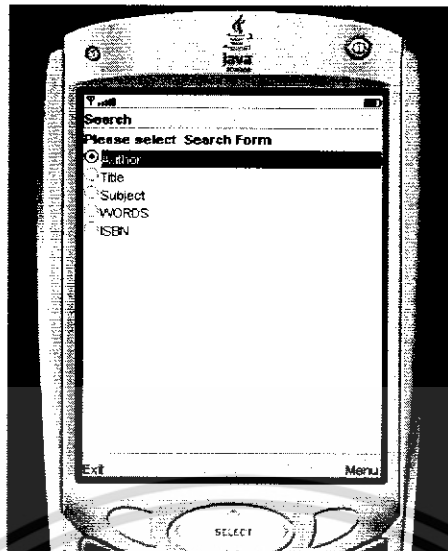 Java
Search
Please select Search Form
Author
Title
Subject
WORDS
ISBN
Exit Menu
SELECT